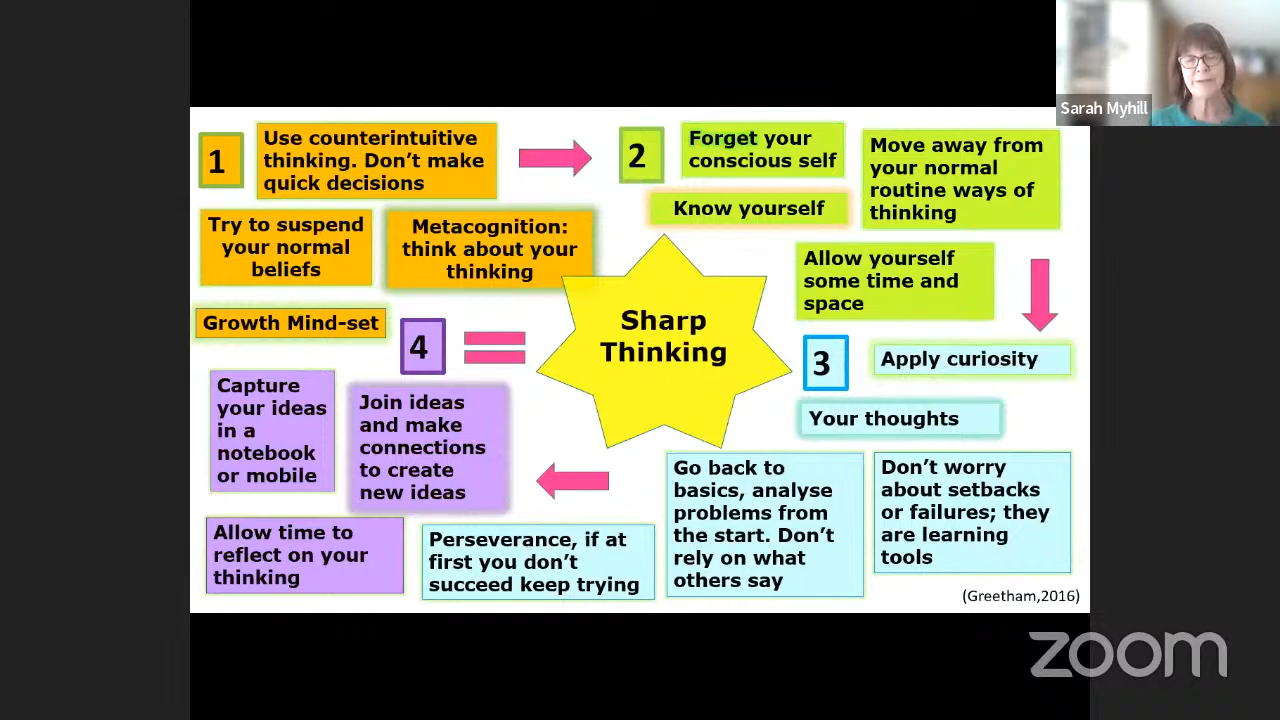 Sarah Myhill
1
Use counterintuitive
thinking. Don't make
quick decisions
Try to suspend
your normal
beliefs
Metacognition:
think about your
thinking
Growth Mind-set
2
Forget your
conscious self
Know yourself
Move away from
your normal
routine ways of
thinking
Allow yourself
some time and
space
Sharp
Thinking
3
Apply curiosity
Your thoughts
Go back to
basics, analyse
problems from
the start. Don't
rely on what
others say
Don't worry
about setbacks
or failures; they
are learning
tools
Perseverance, if at
first you don't
succeed keep trying
4
Capture
your ideas
in a
notebook
or mobile
Join ideas
and make
connections
to create
new ideas
Allow time to
reflect on your
thinking
(Greetham,2016)
zoom